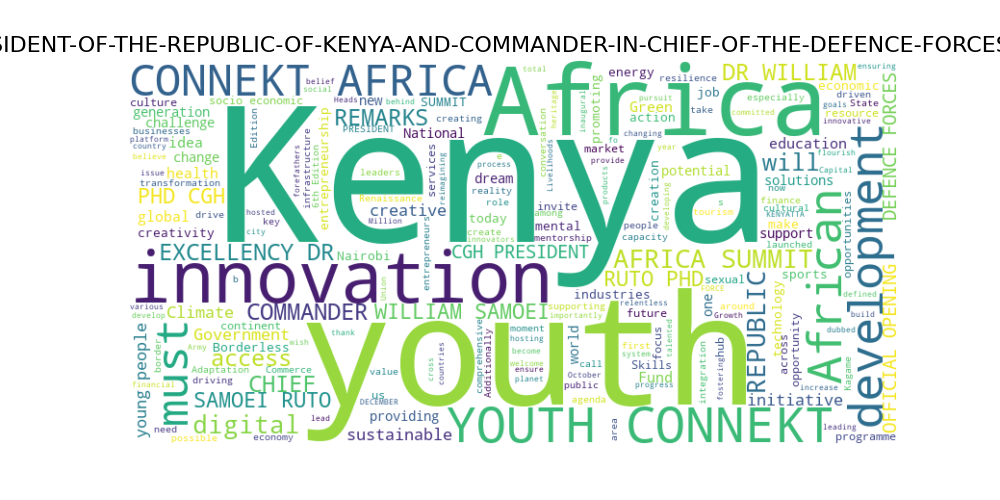 SIDENT-OF-THE-REPUBLIC-OF-KENYA-AND-COMMANDER-IN-CHIEF-OF-THE-DEFENCE-FORCES
CONNEKT AFRICA
Africa
DR WILLIAM
Kenya
youth
innovation
African
development
DEFENCE FORCES
OFFICIAL OPENING
YOUTH CONNEKT
AFRICA SUMMIT
RUTO PHD
CGH PRESIDENT
EXCELLENCY DR
COMMANDER
WILLIAM SAMOEI
REPUBLIC
REMARKS
PHD CGH
SAMOEI RUTO
CHIEF
must
will
digital
access
culture
socio economic
belief
social
Heads
new
behind
SUMMIT
total
energy
resilience
job
especially
economic
ensuring
driven
State
goals
resource
innovative
generation
challenge
businesses
platform
country
idea
believe
change
issue
health
transformation
global
drive
key
hosted
city
creativity
Million
Edition
forefathers
infrastructure
6th Edition
entrepreneurship
PRESIDENT
National
creating
leaders
Renaissance
creative
services
reimagining
dream
process
reality
role
today
create
innovators
among
invite
mental
mentorship
conversation
Livelihoods
heritage
inaugural
promoting
Green
action
take
changing
market
provide
products
year
pursuit
committed
potential
creation
developing
tourism
people
capacity
education
flourish
solutions
Capital
now
finance
cultural
KENYATTA
make
support
launched
opportunities
sports
defined
technology
build
dubbed
Nairobi
entrepreneurs
Union
industries
supporting
importantly
relentless
future
sexual
one
FORCE
around
Growth
various
develop
Climate
continent
Government
Borderless
Army
mish
Adaptation
Commerce
border
young people
financial
driving
thank
value
us
DECEMBER
lead
providing
sustainable
need
possible
economy
cross
countries
comprehensive
Additionally
moment
hosting
become
welcome
ensure
planet
October
public
world
call
agenda
area
first
system
focus
Skills
Fund
progress
talented
integration
fostering
hub
access
opportunity
initiative
increase
Kagame
leading
programme